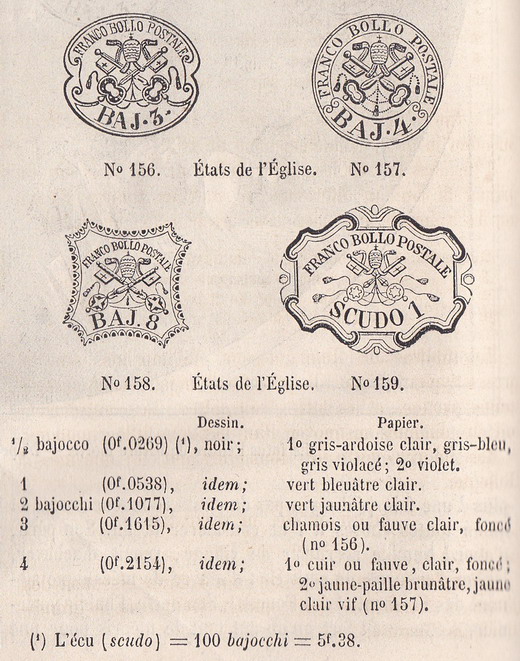 FRANCO BOLLO POSTALE
BAJ. 3.
FRANCO BOLLO POSTALE
BAJ. 4.
No 156. États de l'Église. No 157.
FRANCO BOLLO POSTALE
BAJ. 8
FRANCO BOLLO POSTALE
SCUDO 1
No 158. États de l'Église. No 159.
Dessin. Papier.
1/2 bajocco (0f.0269) (1), noir; 1o gris-ardoise clair, gris-bleu,
gris violacé; 2o violet.
1 (0f.0538), idem; vert bleuâtre clair.
2 bajocchi (0f.1077), idem; vert jaunâtre clair.
3 (0f.1615), idem; chamois ou fauve clair, foncé
(no 156).
4 (0f.2154), idem; 1o cuir ou fauve, clair, foncé;
2o jaune-paille brunâtre, jaune
clair vif (no 157).
(1) L'écu (scudo) = 100 bajocchi = 5f.38.